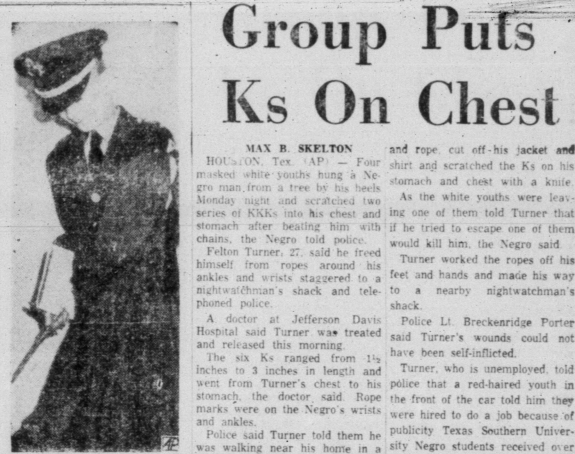 Group Puts
Ks On Chest
MAX B. SKELTON
HOUSTON, Tex. (AP) — Four
masked white youths hung a Ne-
gro man from a tree by his heels
Monday night and scratched two
series of KKKs into his chest and
stomach after beating him with
chains, the Negro told police.
Felton Turner, 27, said he freed
himself from ropes around his
ankles and wrists staggered to a
nightwatchman's shack and tele-
phoned police.
A doctor at Jefferson Davis
Hospital said Turner was treated
and released this morning.
The six Ks ranged from 1½
inches to 3 inches in length and
went from Turner's chest to his
stomach, the doctor said. Rope
marks were on the Negro's wrists
and ankles.
Police said Turner told them he
was walking near his home in a
and rope, cut off his jacket and
shirt and scratched the Ks on his
stomach and chest with a knife.
As the white youths were leav-
ing one of them told Turner that
if he tried to escape one of them
would kill him, the Negro said.
Turner worked the ropes off his
feet and hands and made his way
to a nearby nightwatchman's
shack.
Police Lt. Breckenridge Porter
said Turner's wounds could not
have been self-inflicted.
Turner, who is unemployed, told
police that a red-haired youth in
the front of the car told him they
were hired to do a job because of
publicity Texas Southern Univer-
sity Negro students received over
AP